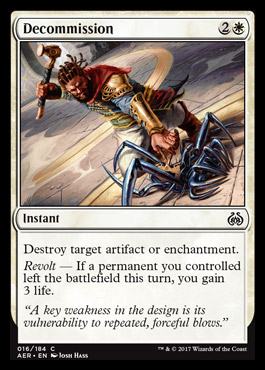 Decommission 2
Instant
Destroy target artifact or enchantment.
Revolt — If a permanent you controlled
left the battlefield this turn, you gain
3 life.
“A key weakness in the design is its
vulnerability to repeated, forceful blows.”
016/184 C
AER • EN Josh Hass
™ & © 2017 Wizards of the Coast